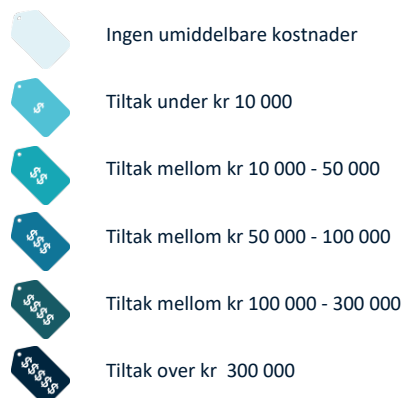 Ingen umiddelbare kostnader
$ Tiltak under kr 10 000
$$ Tiltak mellom kr 10 000 - 50 000
$$$ Tiltak mellom kr 50 000 - 100 000
$$$$ Tiltak mellom kr 100 000 - 300 000
$$$$$ Tiltak over kr  300 000